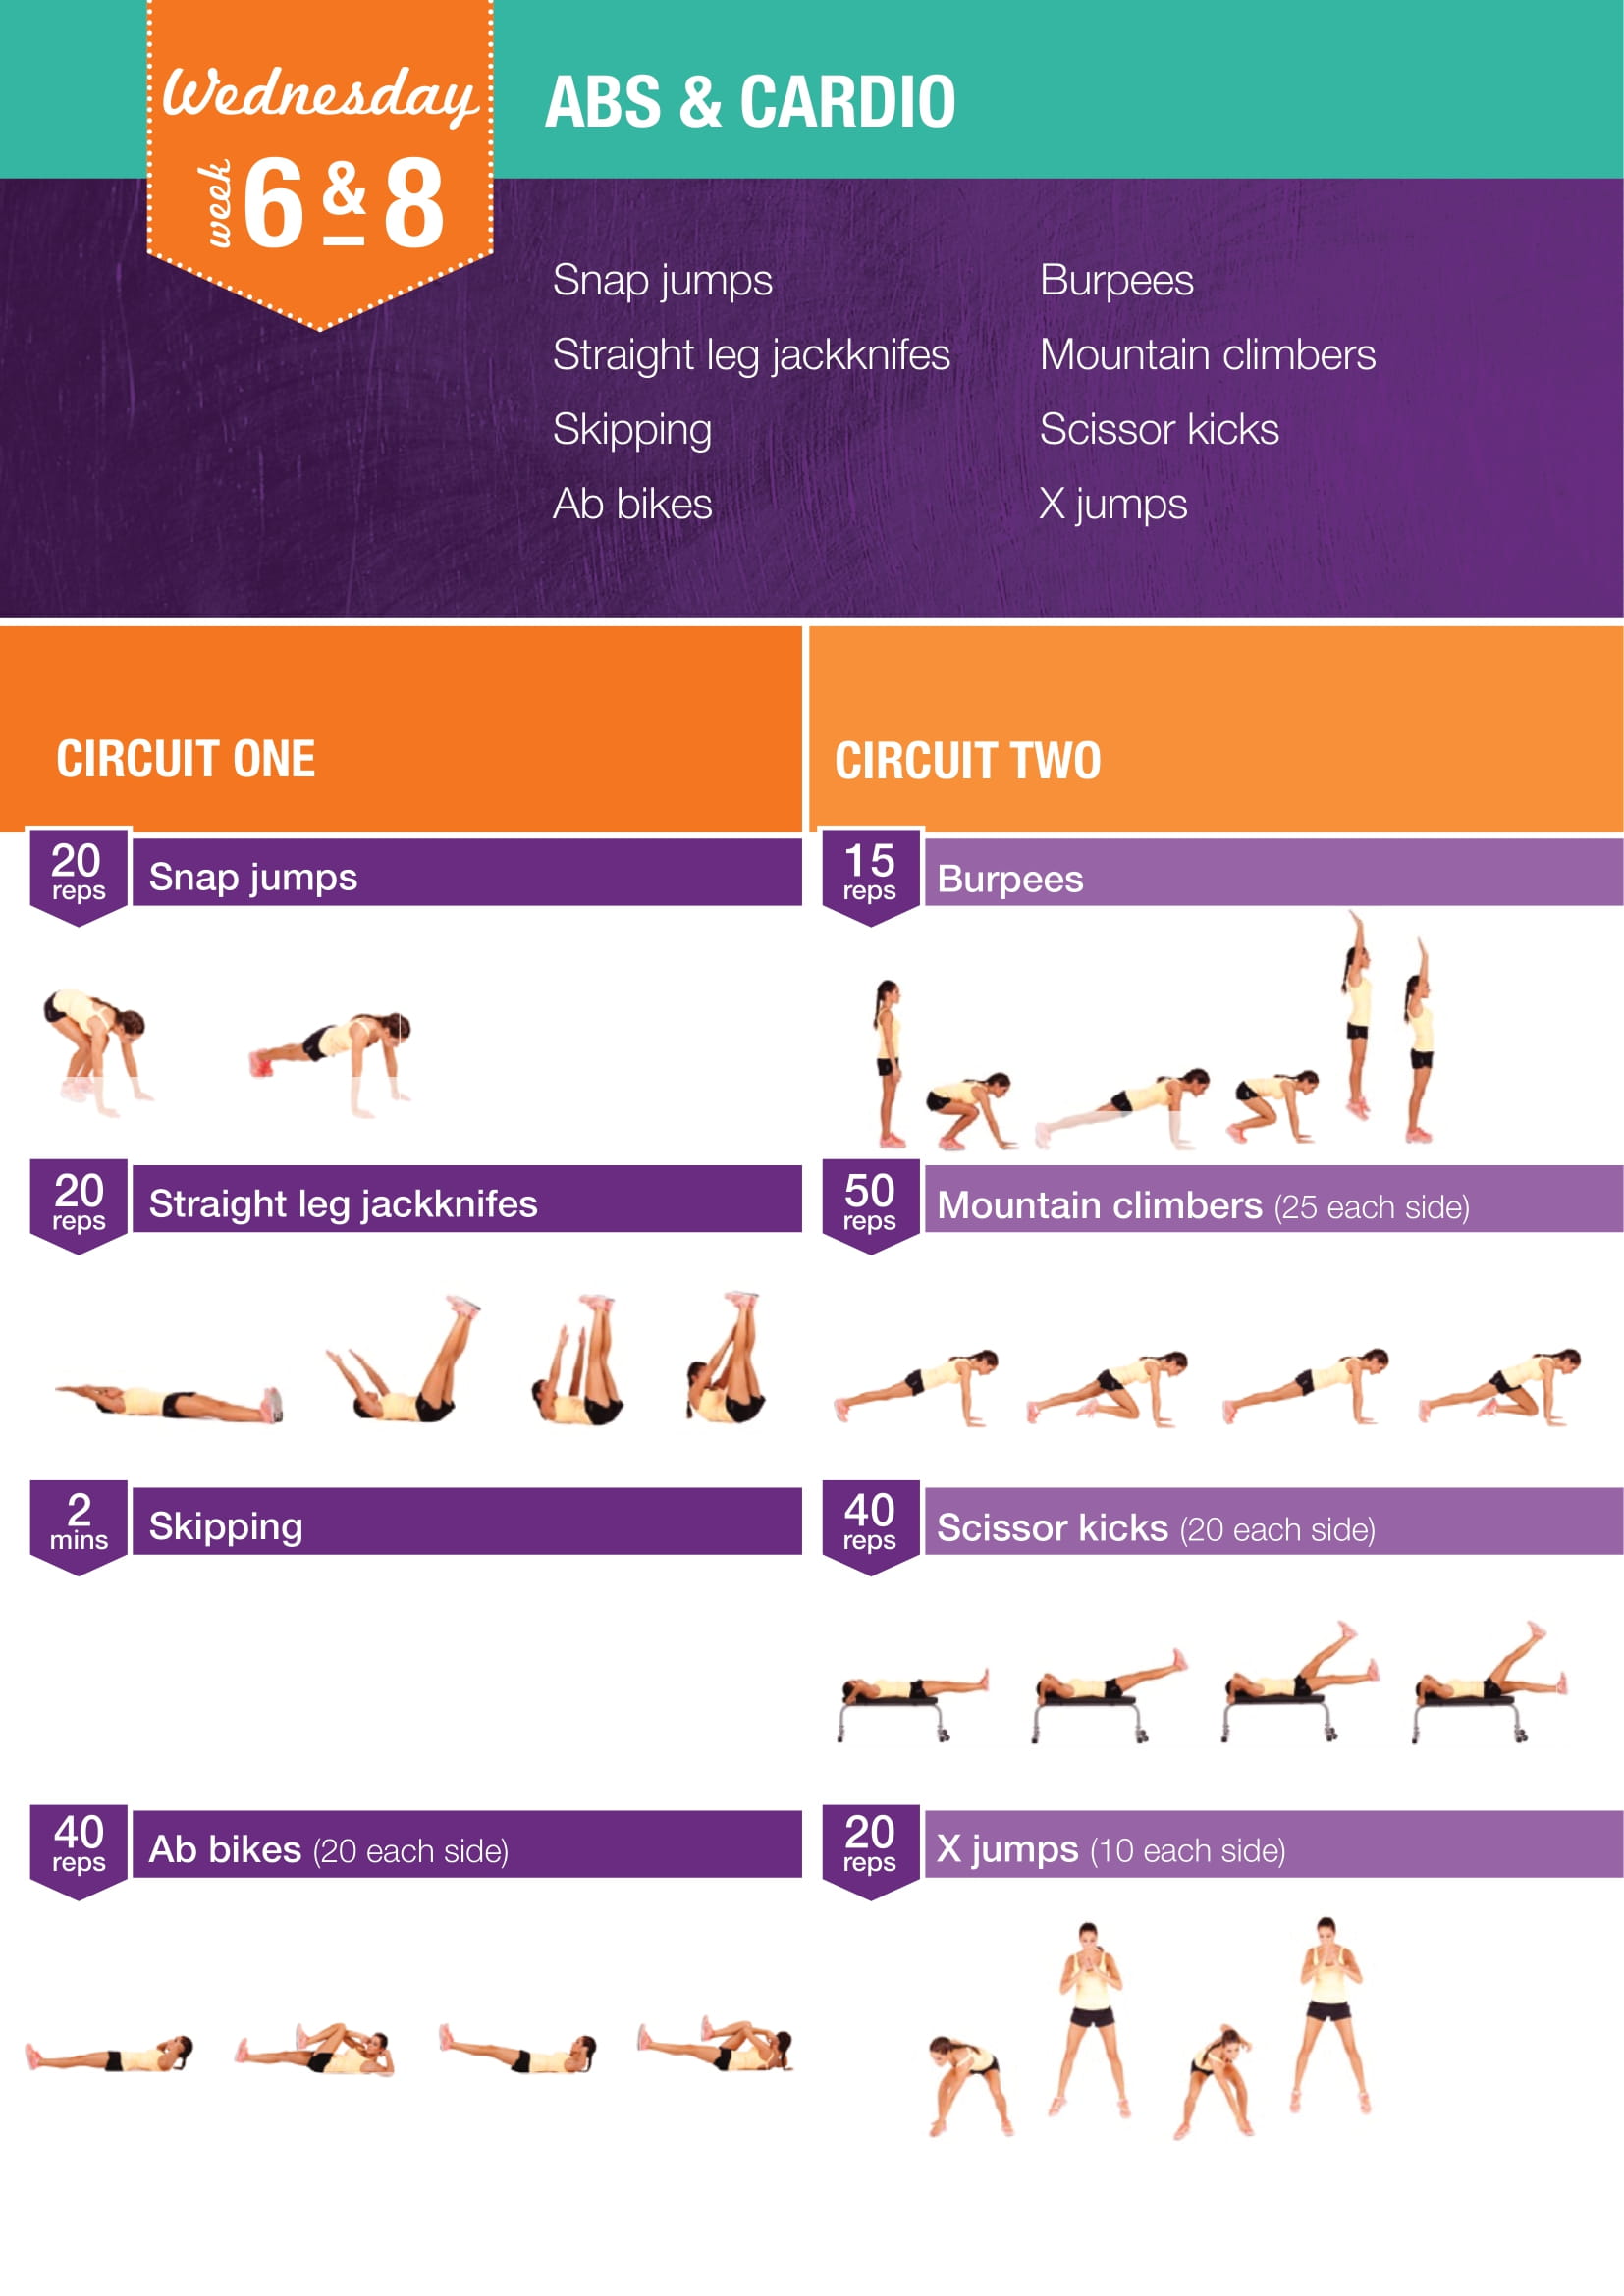 Wednesday
week 6 & 8
ABS & CARDIO
Snap jumps
Straight leg jackknifes
Skipping
Ab bikes
Burpees
Mountain climbers
Scissor kicks
X jumps
CIRCUIT ONE
20 reps
Snap jumps
20 reps
Straight leg jackknifes
2 mins
Skipping
40 reps
Ab bikes (20 each side)
CIRCUIT TWO
15 reps
Burpees
50 reps
Mountain climbers (25 each side)
40 reps
Scissor kicks (20 each side)
20 reps
X jumps (10 each side)